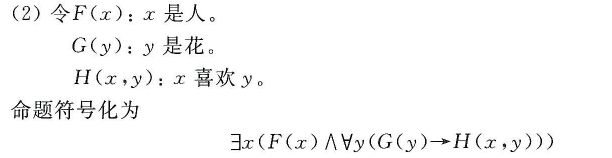 (2) 令F(x): x 是人。
G(y): y 是花。
H(x,y): x 喜欢 y。
命题符号化为
∃x(F(x)∧∀y(G(y)→H(x,y)))